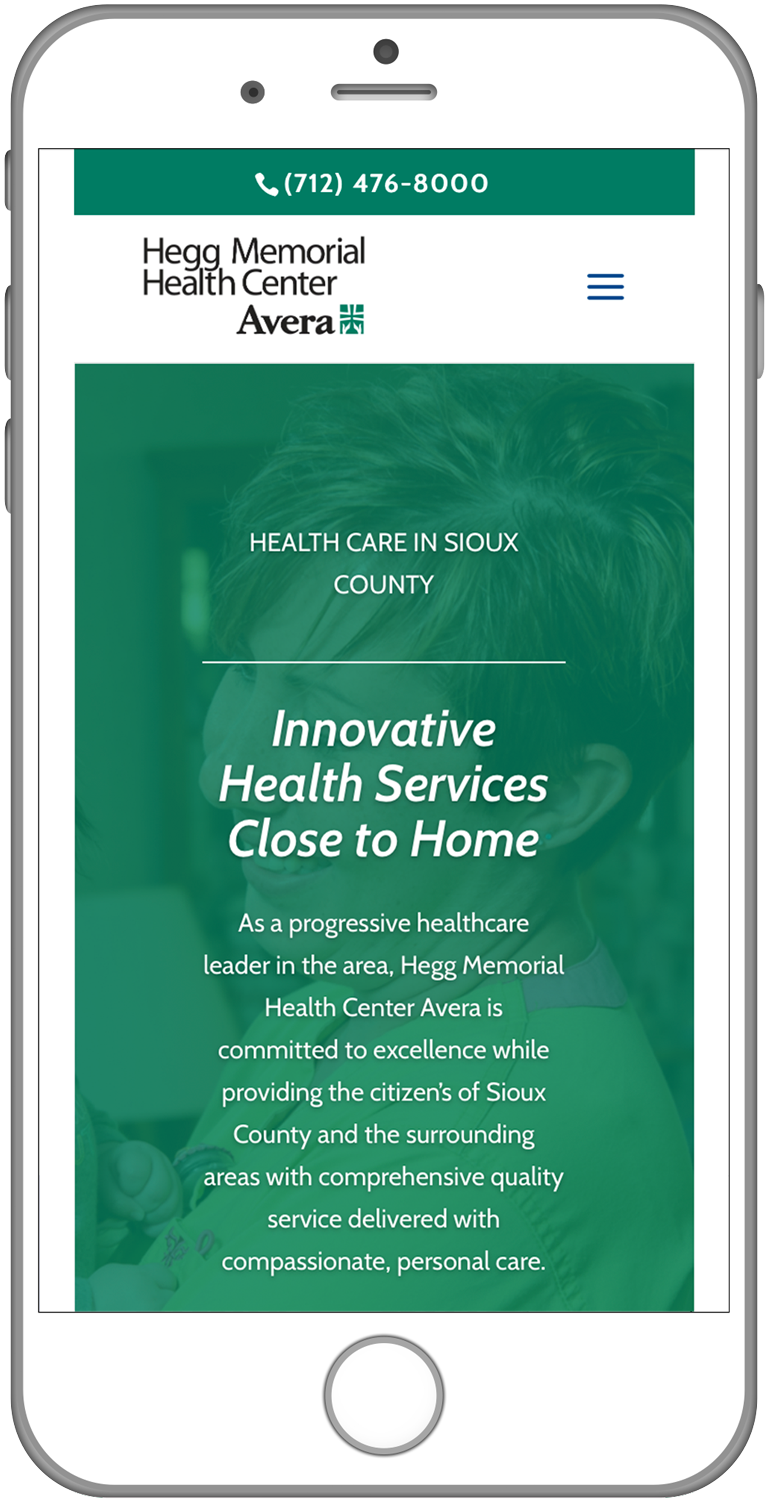 (712) 476-8000
Hegg Memorial
Health Center
Avera
HEALTH CARE IN SIOUX
COUNTY
Innovative
Health Services
Close to Home
As a progressive healthcare
leader in the area, Hegg Memorial
Health Center Avera is
committed to excellence while
providing the citizen's of Sioux
County and the surrounding
areas with comprehensive quality
service delivered with
compassionate, personal care.